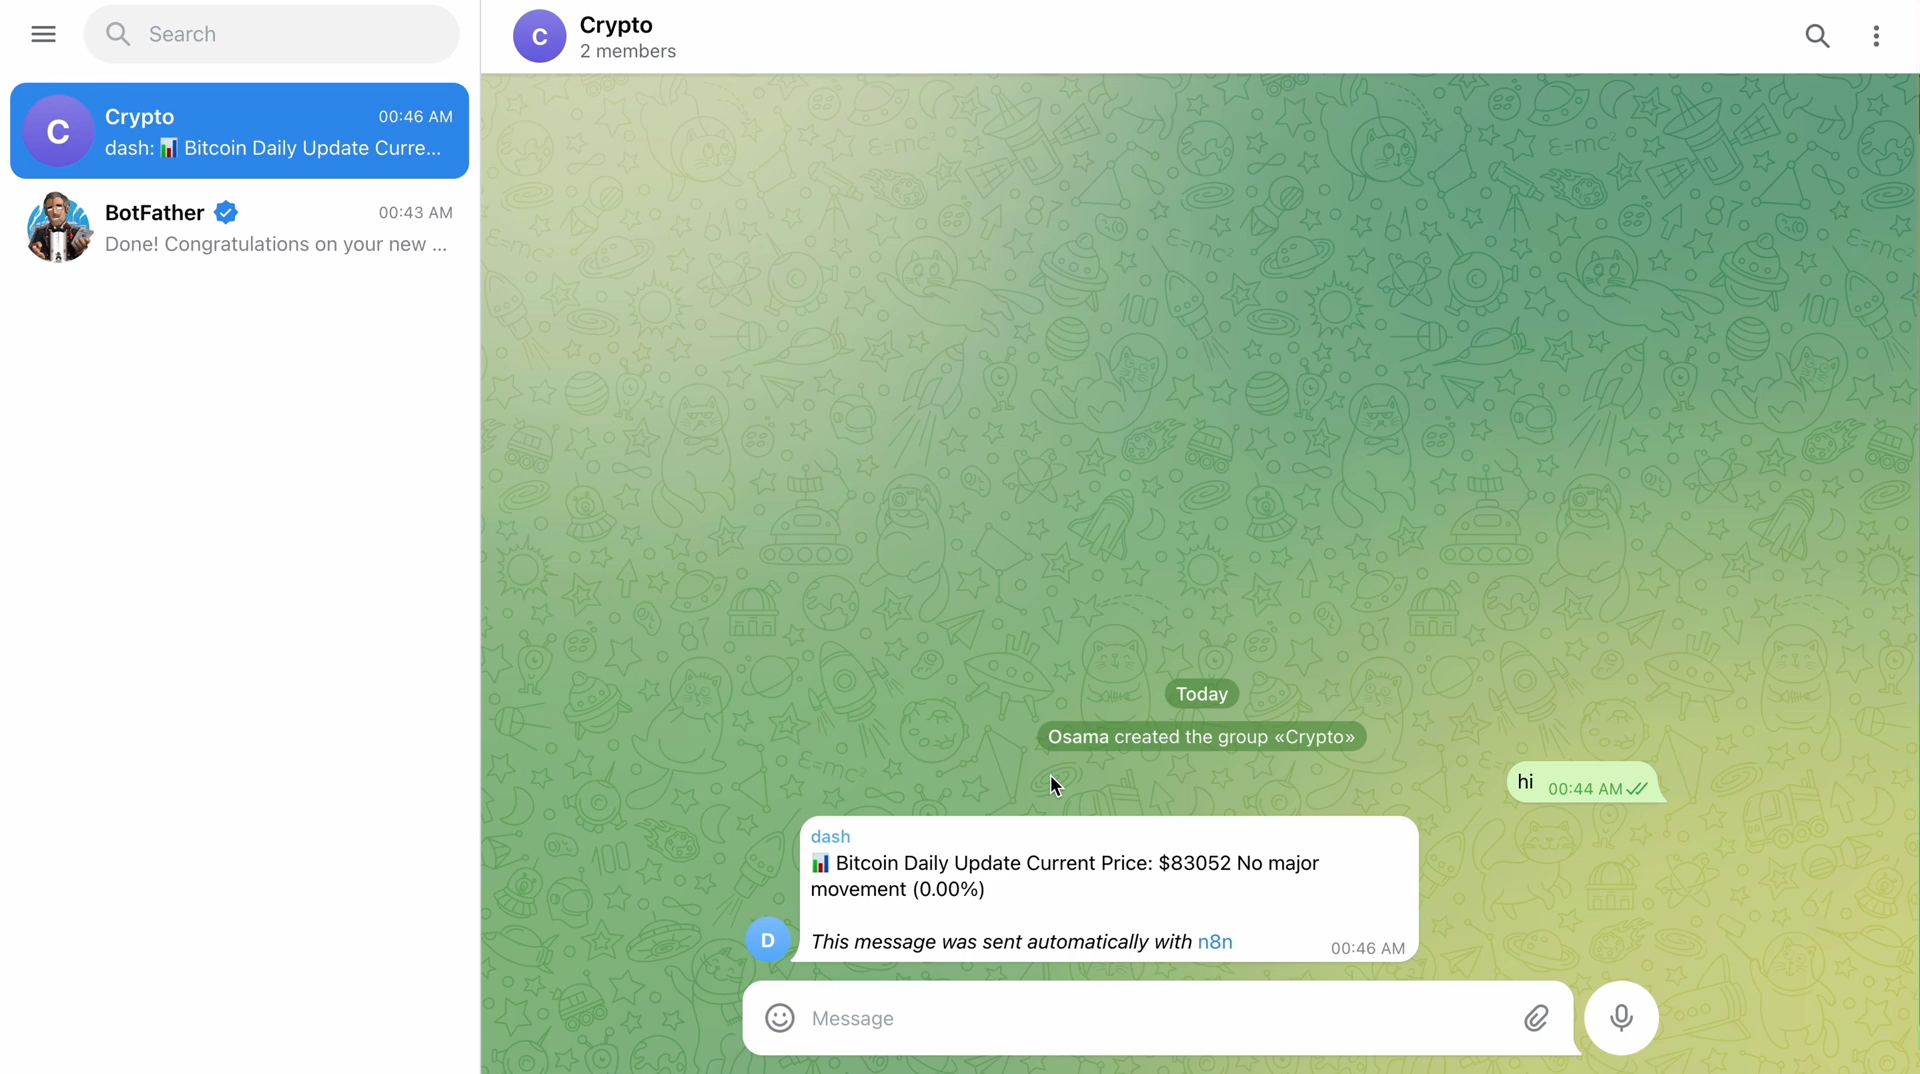 Search
Crypto
00:46 AM
dash: 📊 Bitcoin Daily Update Curre...
BotFather
00:43 AM
Done! Congratulations on your new ...
C
Crypto
2 members
C
Today
Osama created the group «Crypto»
hi 00:44 AM
dash
📊 Bitcoin Daily Update Current Price: $83052 No major
movement (0.00%)
D
This message was sent automatically with n8n
00:46 AM
Message